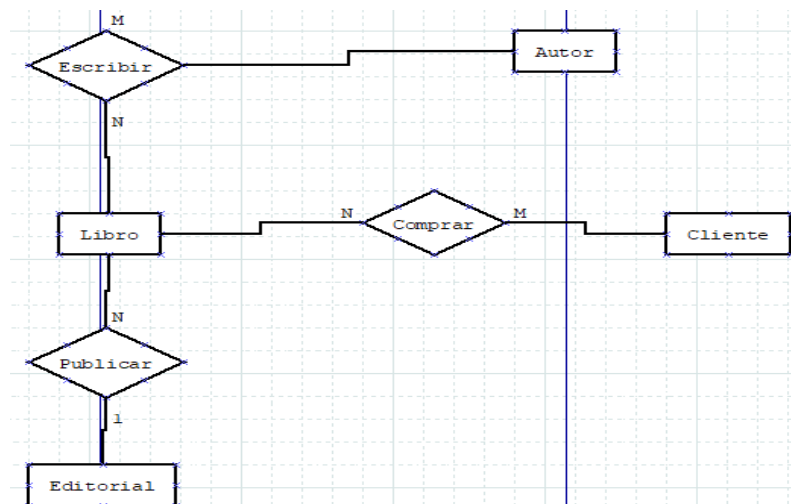 M
Escribir
Autor
N
Libro
N
Comprar
M
Cliente
N
Publicar
1
Editorial